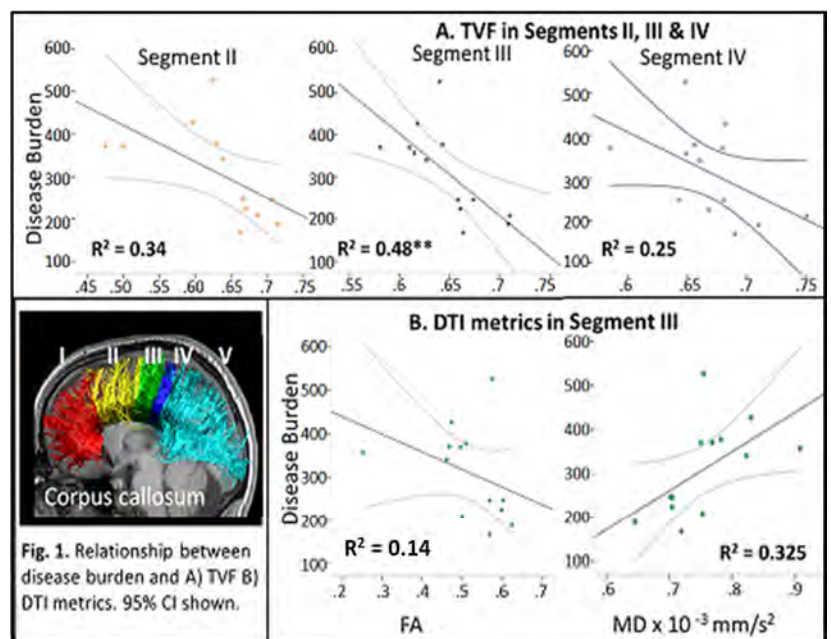 A. TVF in Segments II, III & IV
Segment II
Segment III
Segment IV
Disease Burden
600
500
400
300
200
100
R² = 0.34
.45 .50 .55 .60 .65 .7 .75
600
500
400
300
200
100
R² = 0.48**
.55 .6 .65 .7 .75
600
500
400
300
200
100
R² = 0.25
.6 .65 .7 .75
I II III IV V
Corpus callosum
Fig. 1. Relationship between
disease burden and A) TVF B)
DTI metrics. 95% CI shown.
B. DTI metrics in Segment III
Disease Burden
600
500
400
300
200
100
R² = 0.14
.2 .3 .4 .5 .6 .7
FA
600
500
400
300
200
100
R² = 0.325
.6 .7 .8 .9
MD x 10⁻³ mm/s²